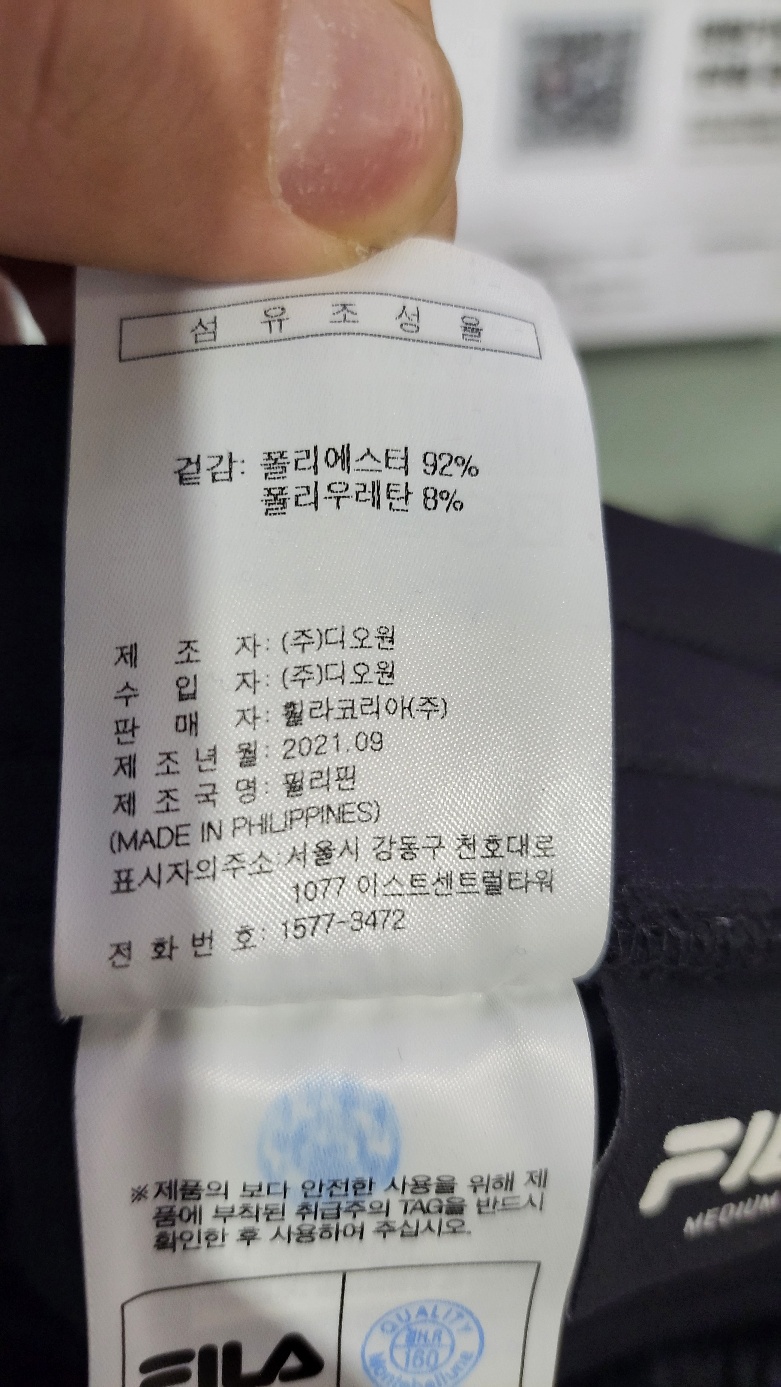 섬 유 조 성 율
겉감: 폴리에스터 92%
폴리우레탄 8%
제 조 자: (주)디오원
수 입 자: (주)디오원
판 매 자: 휠라코리아(주)
제 조 년 월: 2021.09
제 조 국 명: 필리핀
(MADE IN PHILIPPINES)
표시자의주소:서울시 강동구 천호대로
1077 이스트센트럴타워
전 화 번 호: 1577-3472
※제품의 보다 안전한 사용을 위해 제
품에 부착된 취급주의 TAG을 반드시
확인한 후 사용하여 주십시오.
FILA
QUALITY
160
MEDIUM